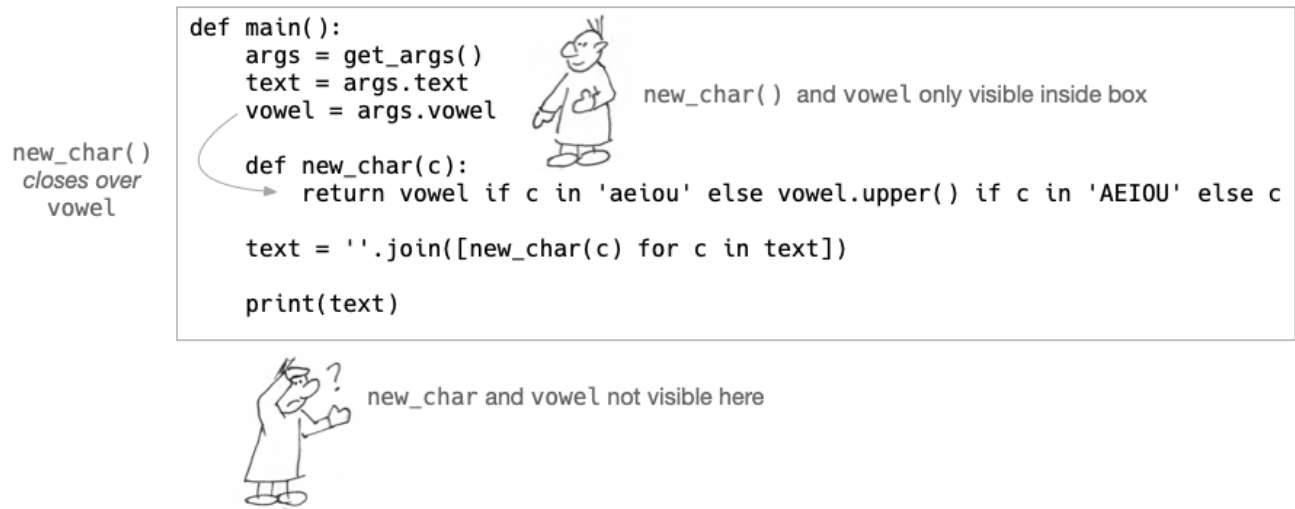 def main():
    args = get_args()
    text = args.text
    vowel = args.vowel
new_char() and vowel only visible inside box
new_char()
closes over
vowel
    def new_char(c):
        return vowel if c in 'aeiou' else vowel.upper() if c in 'AEIOU' else c
    text = ''.join([new_char(c) for c in text])
    print(text)
?
new_char and vowel not visible here